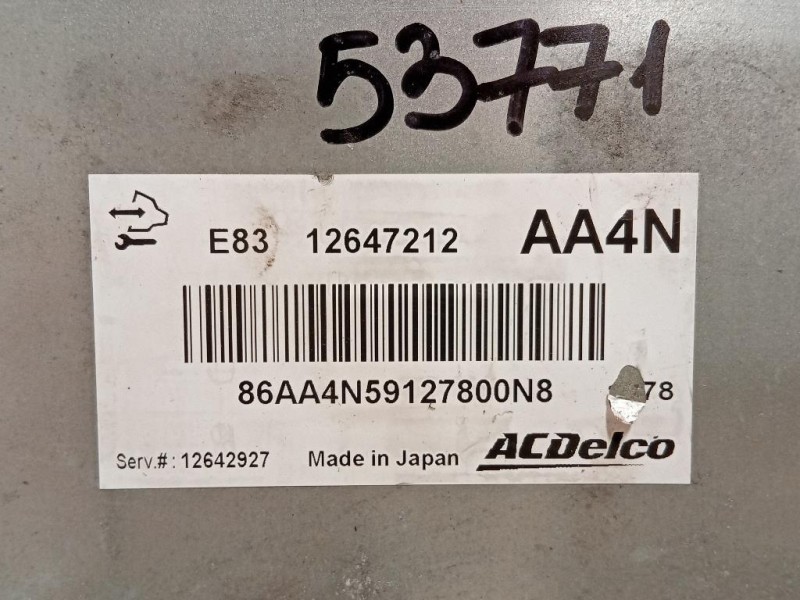 53771
E83 12647212 AA4N
86AA4N59127800N8 78
Serv.#: 12642927 Made in Japan ACDelco